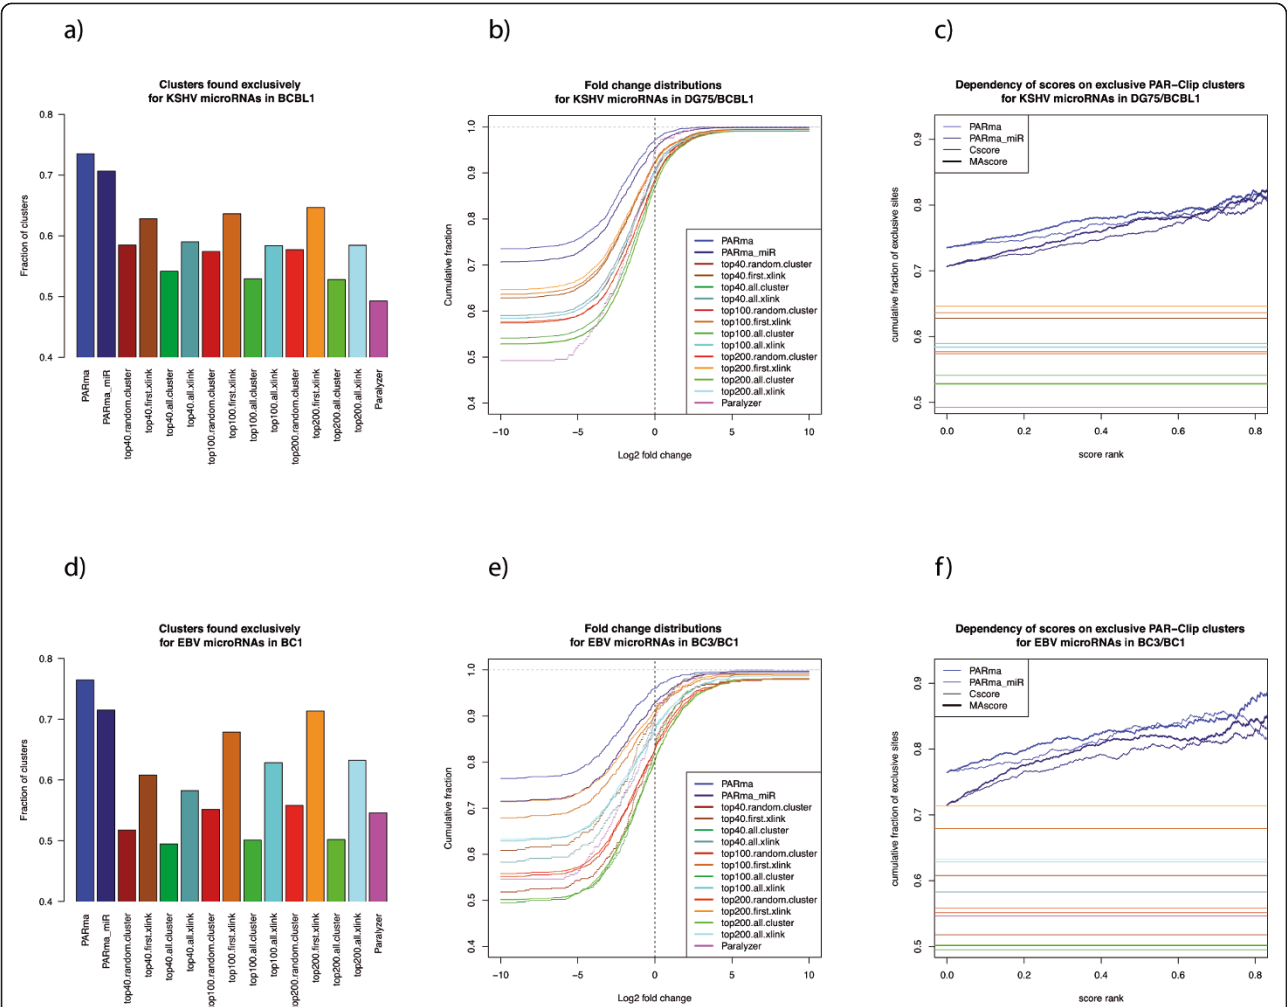 a)
Clusters found exclusively
for KSHV microRNAs in BCBL1
Fraction of clusters
0.8
0.7
0.6
0.5
0.4
PARma
PARma_miR
top40.random.cluster
top40.first.xlink
top40.all.cluster
top40.all.xlink
top100.random.cluster
top100.first.xlink
top100.all.cluster
top100.all.xlink
top200.random.cluster
top200.first.xlink
top200.all.cluster
top200.all.xlink
Paralyzer
b)
Fold change distributions
for KSHV microRNAs in DG75/BCBL1
Cumulative fraction
1.0
0.9
0.8
0.7
0.6
0.5
0.4
PARma
PARma_miR
top40.random.cluster
top40.first.xlink
top40.all.cluster
top40.all.xlink
top100.random.cluster
top100.first.xlink
top100.all.cluster
top100.all.xlink
top200.random.cluster
top200.first.xlink
top200.all.cluster
top200.all.xlink
Paralyzer
−10 −5 0 5 10
Log2 fold change
c)
Dependency of scores on exclusive PAR−Clip clusters
for KSHV microRNAs in DG75/BCBL1
cumulative fraction of exclusive sites
0.9
0.8
0.7
0.6
0.5
PARma
PARma_miR
Cscore
MAscore
0.0 0.2 0.4 0.6 0.8
score rank
d)
Clusters found exclusively
for EBV microRNAs in BC1
Fraction of clusters
0.8
0.7
0.6
0.5
0.4
PARma
PARma_miR
top40.random.cluster
top40.first.xlink
top40.all.cluster
top40.all.xlink
top100.random.cluster
top100.first.xlink
top100.all.cluster
top100.all.xlink
top200.random.cluster
top200.first.xlink
top200.all.cluster
top200.all.xlink
Paralyzer
e)
Fold change distributions
for EBV microRNAs in BC3/BC1
Cumulative fraction
1.0
0.9
0.8
0.7
0.6
0.5
0.4
PARma
PARma_miR
top40.random.cluster
top40.first.xlink
top40.all.cluster
top40.all.xlink
top100.random.cluster
top100.first.xlink
top100.all.cluster
top100.all.xlink
top200.random.cluster
top200.first.xlink
top200.all.cluster
top200.all.xlink
Paralyzer
−10 −5 0 5 10
Log2 fold change
f)
Dependency of scores on exclusive PAR−Clip clusters
for EBV microRNAs in BC3/BC1
cumulative fraction of exclusive sites
0.9
0.8
0.7
0.6
0.5
PARma
PARma_miR
Cscore
MAscore
0.0 0.2 0.4 0.6 0.8
score rank